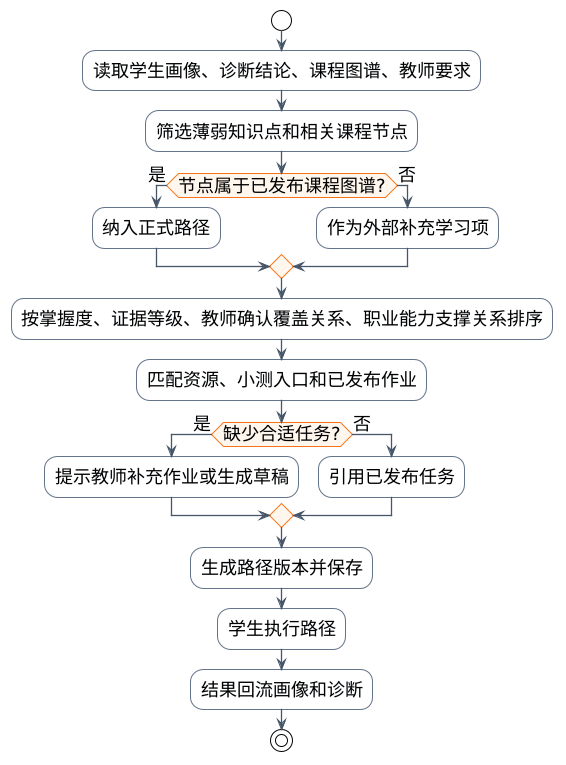 读取学生画像、诊断结论、课程图谱、教师要求
筛选薄弱知识点和相关课程节点
是
节点属于已发布课程图谱?
否
纳入正式路径
作为外部补充学习项
按掌握度、证据等级、教师确认覆盖关系、职业能力支撑关系排序
匹配资源、小测入口和已发布作业
是
缺少合适任务?
否
提示教师补充作业或生成草稿
引用已发布任务
生成路径版本并保存
学生执行路径
结果回流画像和诊断